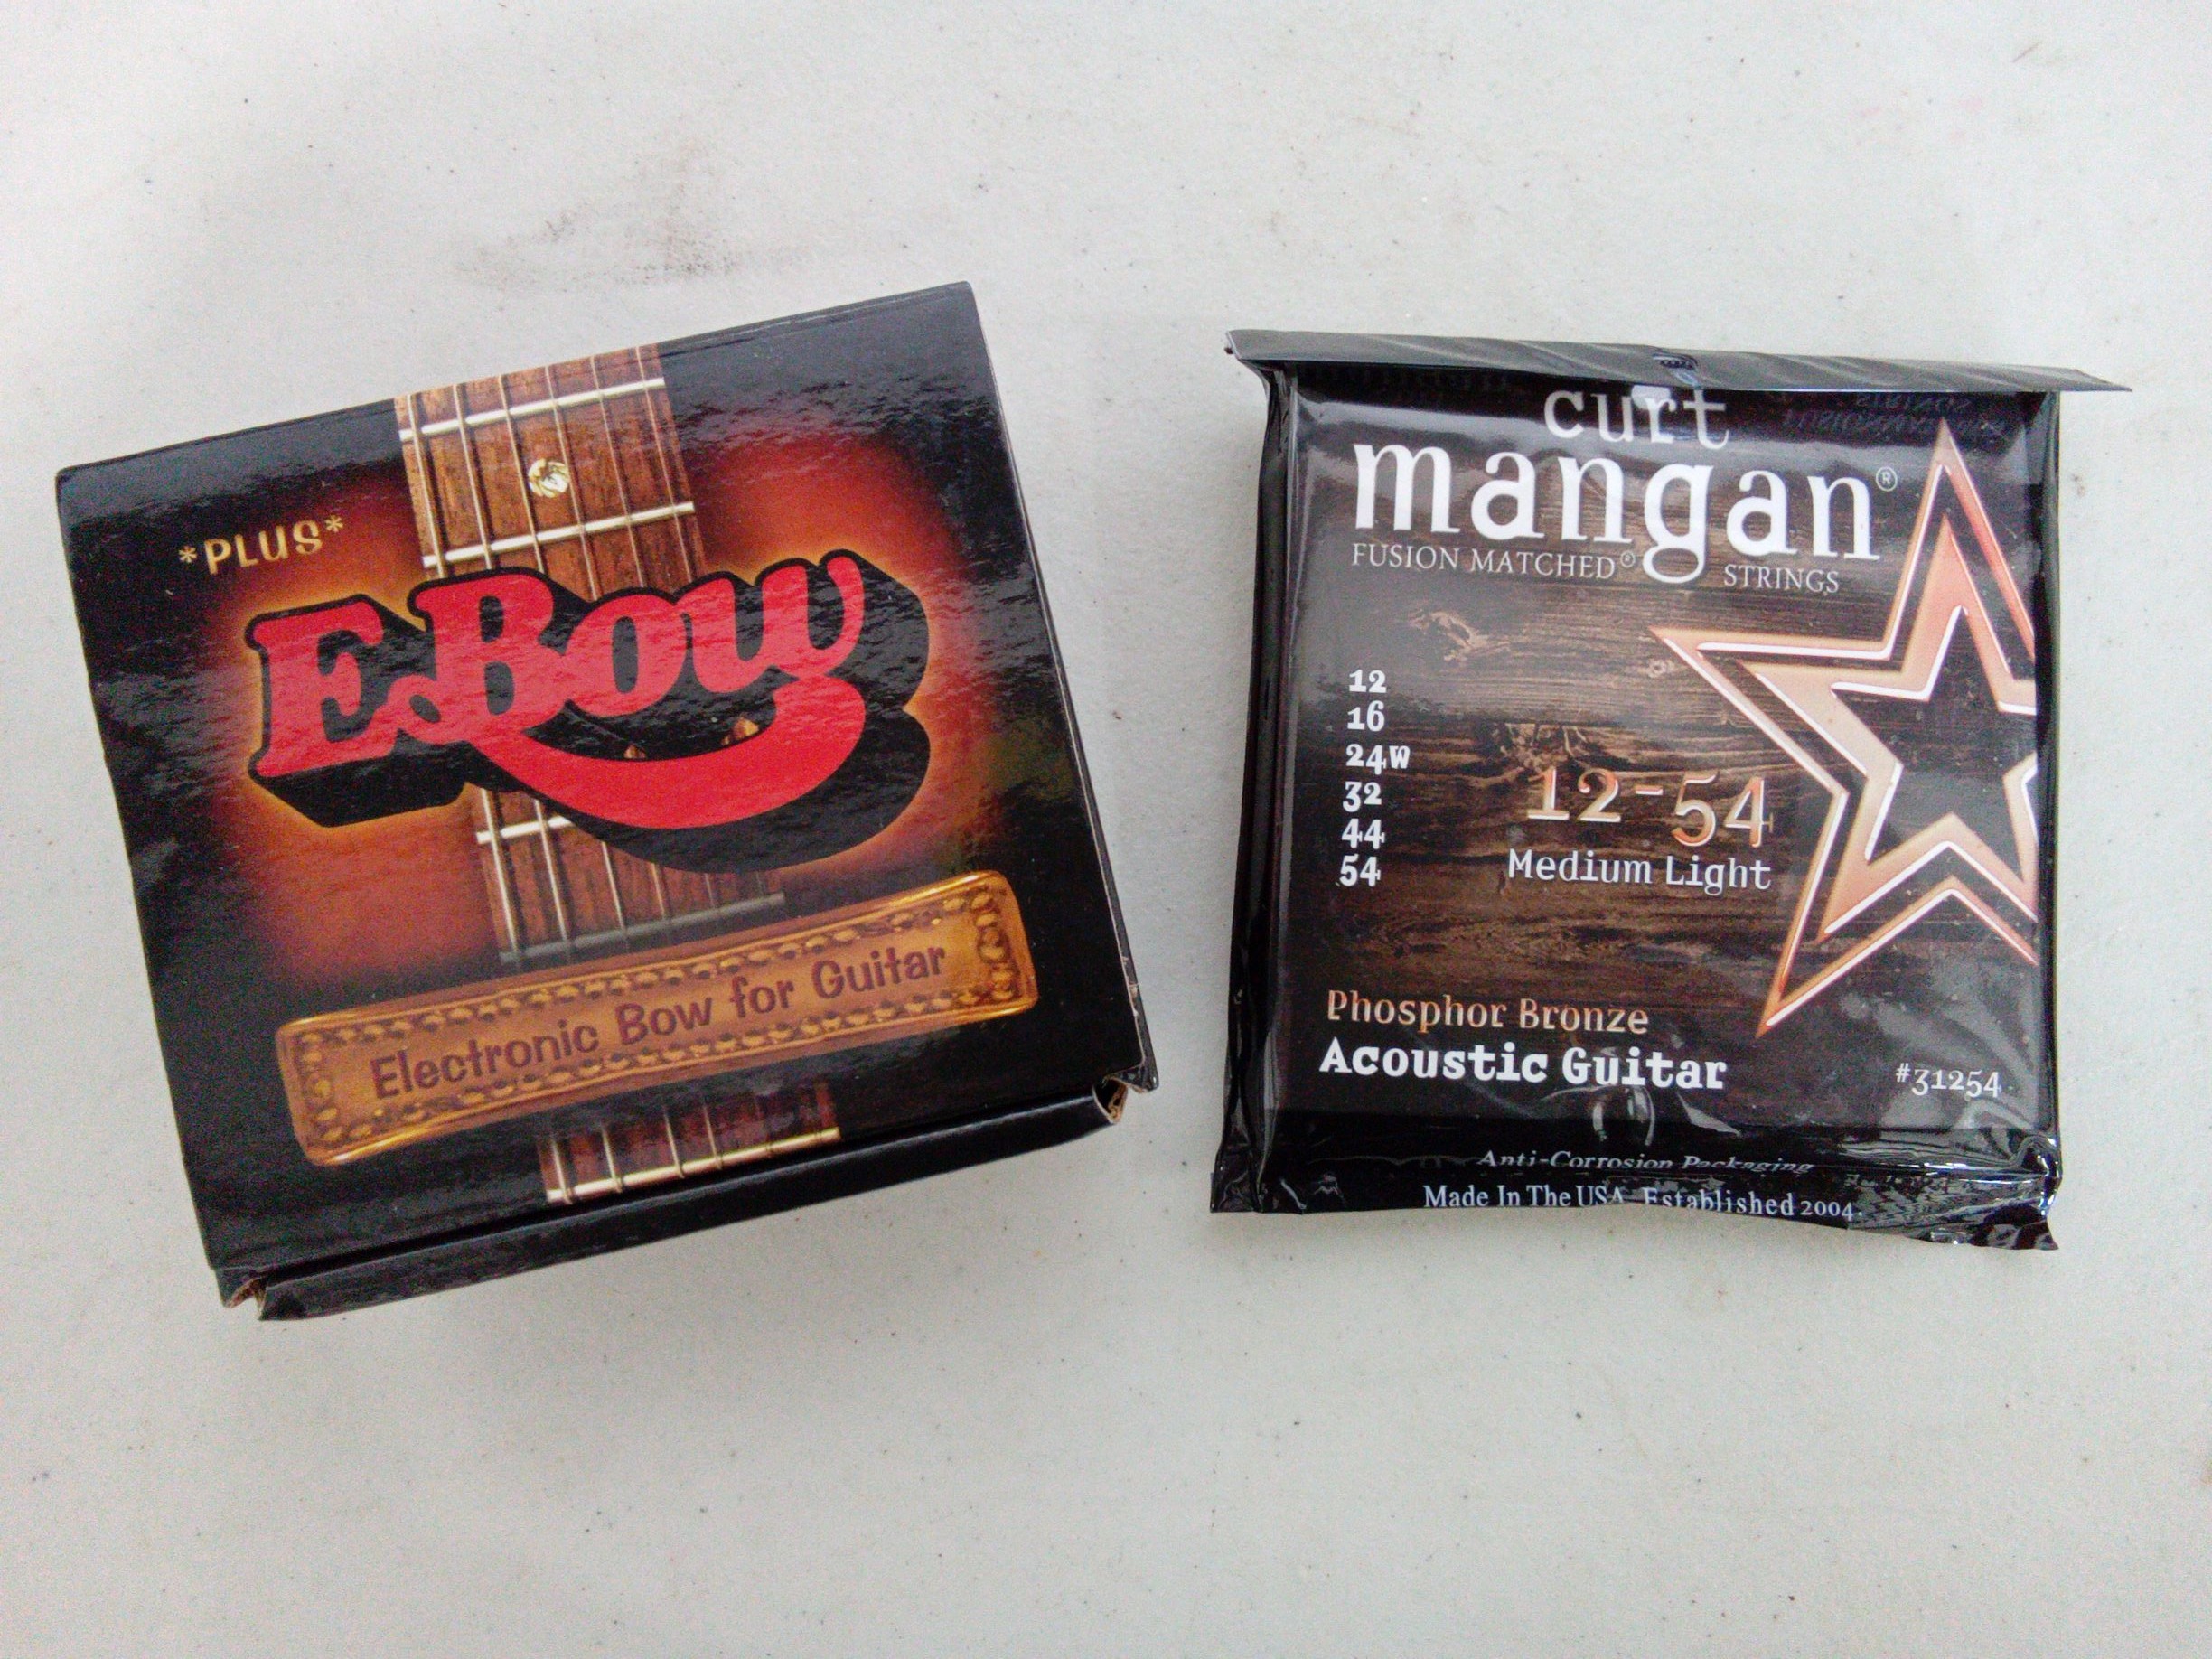 *PLUS*
EBow
Electronic Bow for Guitar
curt
mangan®
FUSION MATCHED® STRINGS
12
16
24W
32
44
54
12-54
Medium Light
Phosphor Bronze
Acoustic Guitar
#31254
Anti-Corrosion Packaging
Made In The USA Established 2004